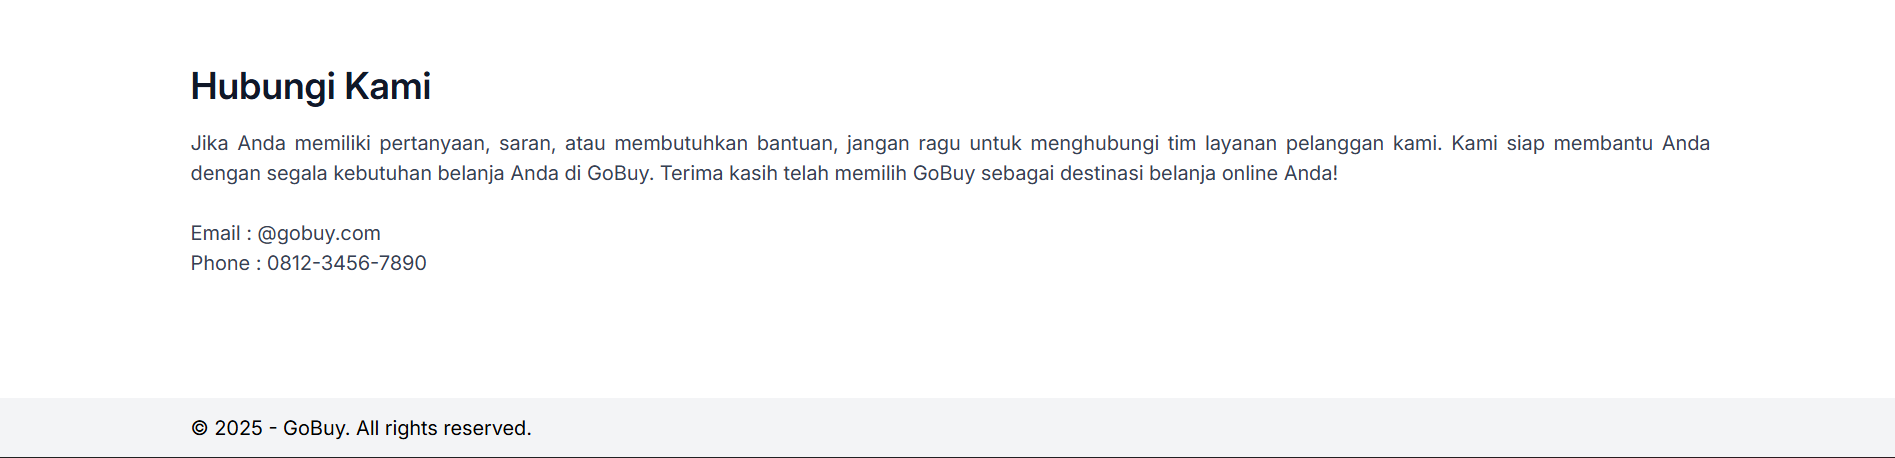 Hubungi Kami
Jika Anda memiliki pertanyaan, saran, atau membutuhkan bantuan, jangan ragu untuk menghubungi tim layanan pelanggan kami. Kami siap membantu Anda
dengan segala kebutuhan belanja Anda di GoBuy. Terima kasih telah memilih GoBuy sebagai destinasi belanja online Anda!
Email : @gobuy.com
Phone : 0812-3456-7890
© 2025 - GoBuy. All rights reserved.